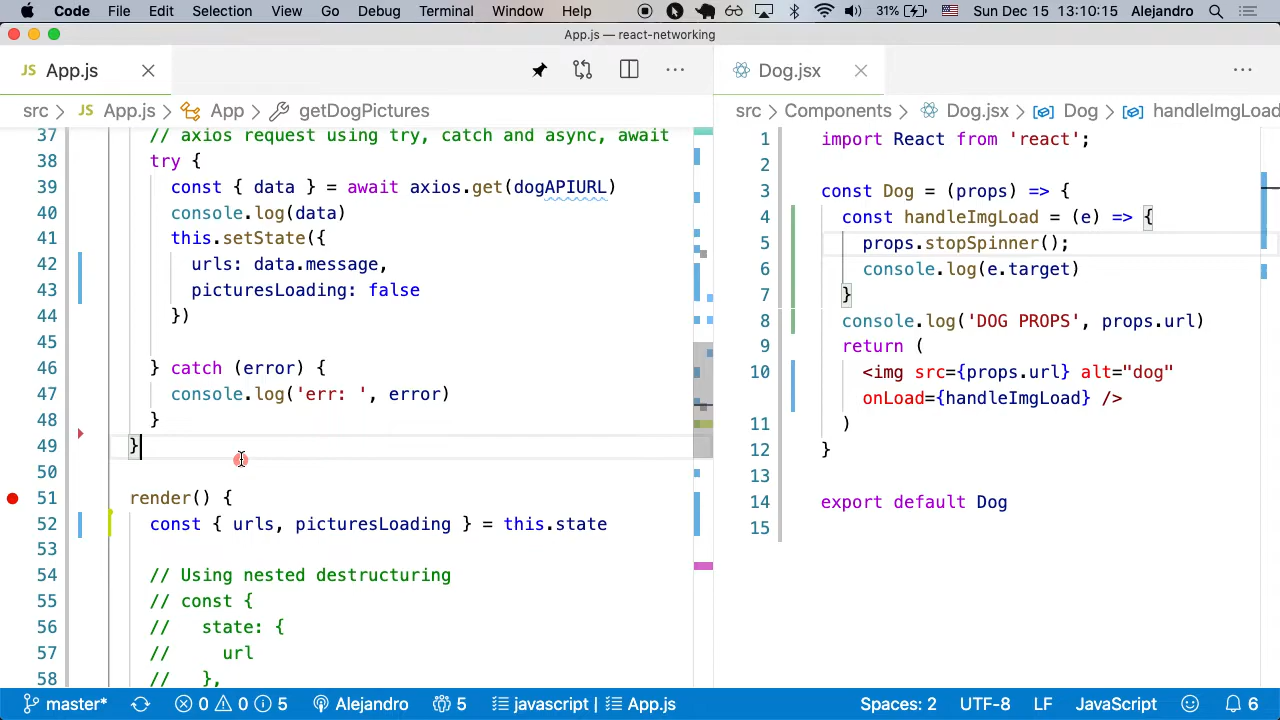 Code File Edit Selection View Go Debug Terminal Window Help 31% Sun Dec 15 13:10:15 Alejandro
App.js — react-networking
JS App.js
src > JS App.js > App > getDogPictures
37 // axios request using try, catch and async, await
38 try {
39 const { data } = await axios.get(dogAPIURL)
40 console.log(data)
41 this.setState({
42 urls: data.message,
43 picturesLoading: false
44 })
45
46 } catch (error) {
47 console.log('err: ', error)
48 }
49 }
50
51 render() {
52 const { urls, picturesLoading } = this.state
53
54 // Using nested destructuring
55 // const {
56 // state: {
57 // url
58 // },
Dog.jsx
src > Components > Dog.jsx > Dog > handleImgLoad
1 import React from 'react';
2
3 const Dog = (props) => {
4 const handleImgLoad = (e) => {
5 props.stopSpinner();
6 console.log(e.target)
7 }
8 console.log('DOG PROPS', props.url)
9 return (
10 <img src={props.url} alt="dog"
onLoad={handleImgLoad} />
11 )
12 }
13
14 export default Dog
15
master* 0 0 5 Alejandro 5 javascript | App.js Spaces: 2 UTF-8 LF JavaScript 6